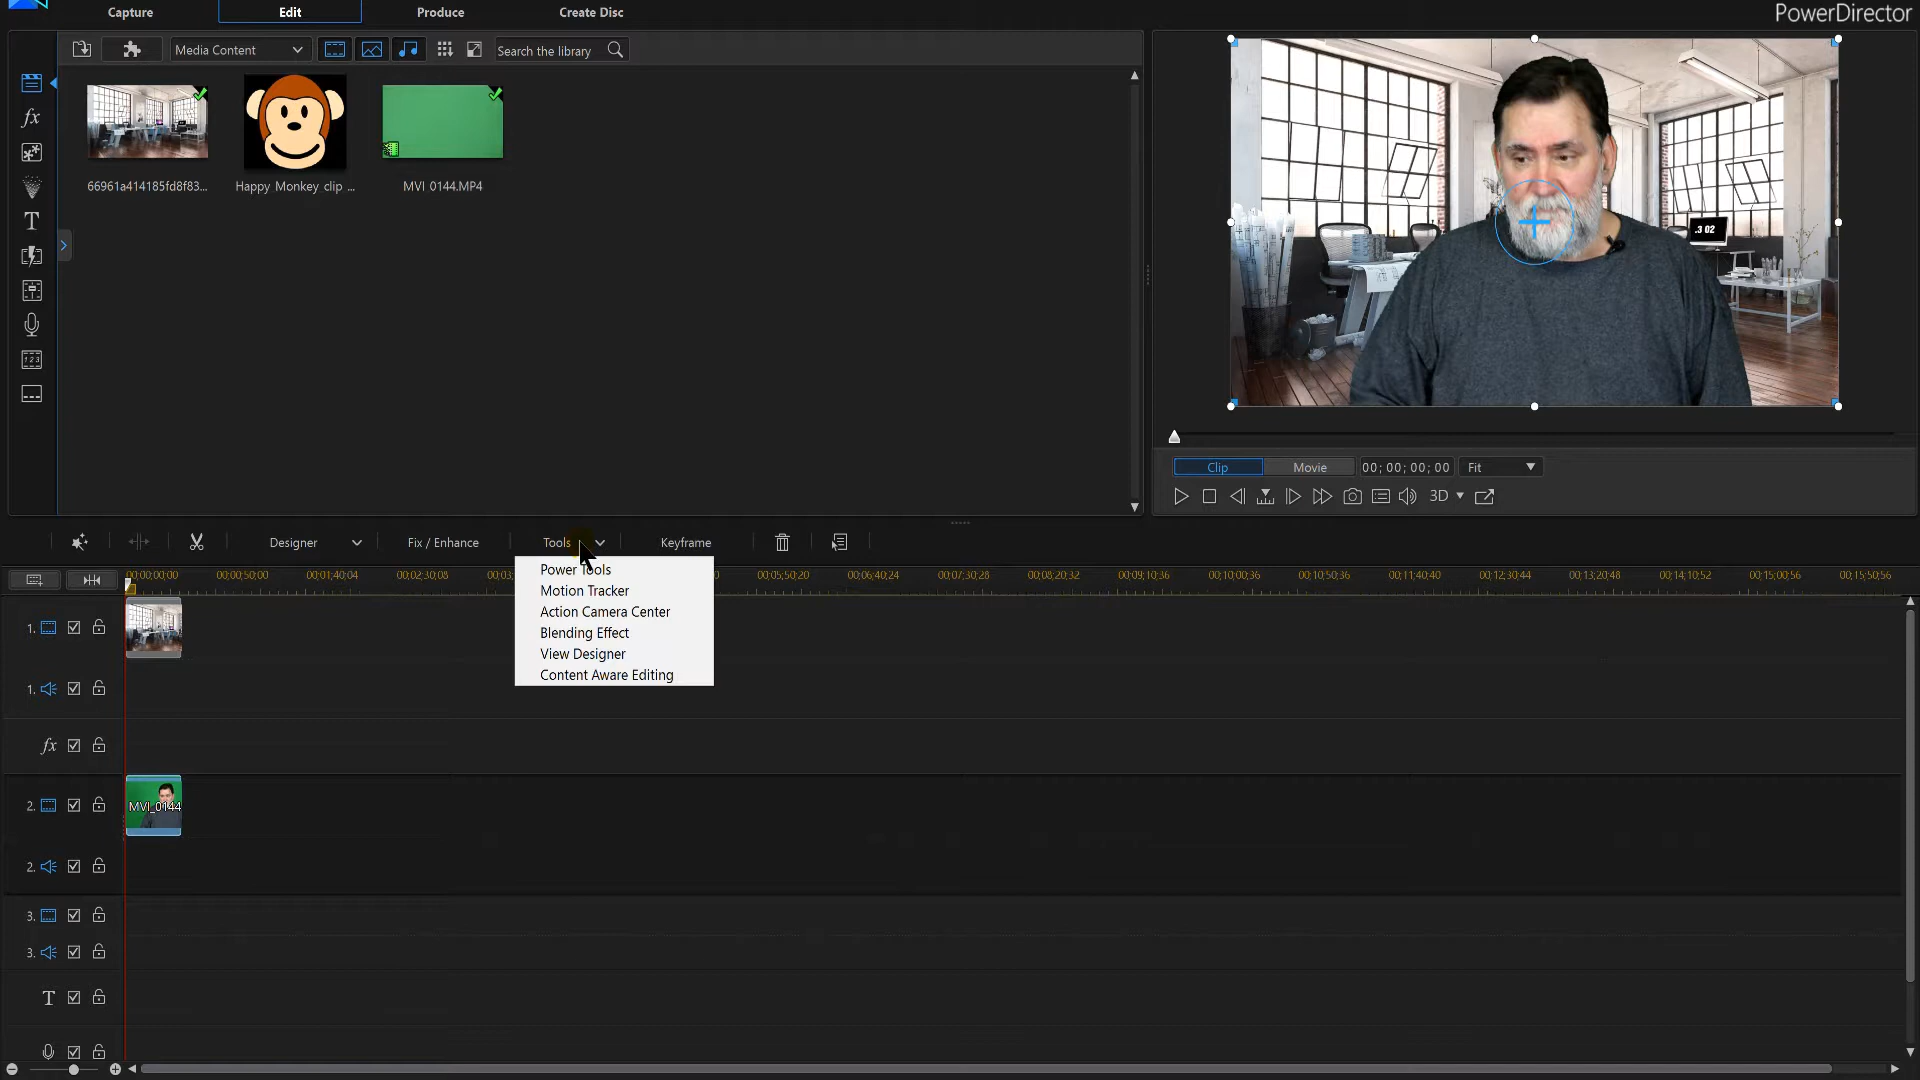 Capture
Edit
Produce
Create Disc
PowerDirector
Media Content
Search the library
fx
T
66961a414185fd8f83...
Happy Monkey clip ...
MVI 0144.MP4
.3 02
Clip
Movie
00; 00; 00; 00
Fit
3D
Designer
Fix / Enhance
Tools
Keyframe
Power Tools
Motion Tracker
Action Camera Center
Blending Effect
View Designer
Content Aware Editing
00;00;00;00
00;00;50;00
00;01;40;04
00;02;30;08
00;05;50;20
00;06;40;24
00;07;30;28
00;08;20;32
00;09;10;36
00;10;00;36
00;10;50;36
00;11;40;40
00;12;30;44
00;13;20;48
00;14;10;52
00;15;00;56
00;15;50;56
1.
1.
fx
2.
MVI_0144
2.
3.
3.
T